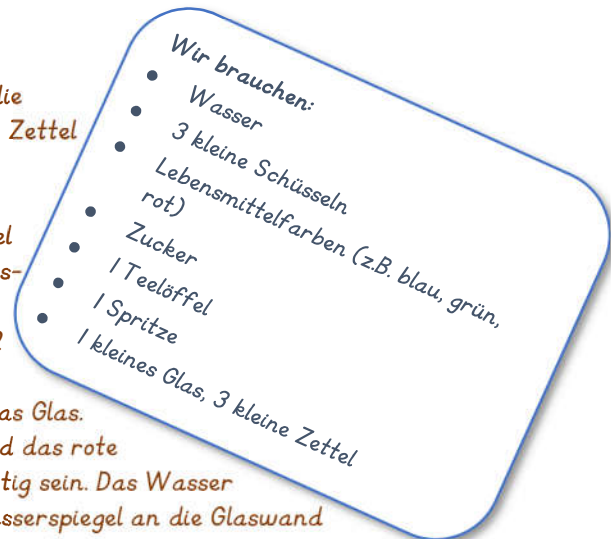 Wir brauchen:
• Wasser
• 3 kleine Schüsseln
• Lebensmittelfarben (z.B. blau, grün,
rot)
• Zucker
• 1 Teelöffel
• 1 Spritze
• 1 kleines Glas, 3 kleine Zettel
Zettel
el
s-
as Glas.
d das rote
tig sein. Das Wasser
sserspiegel an die Glaswand